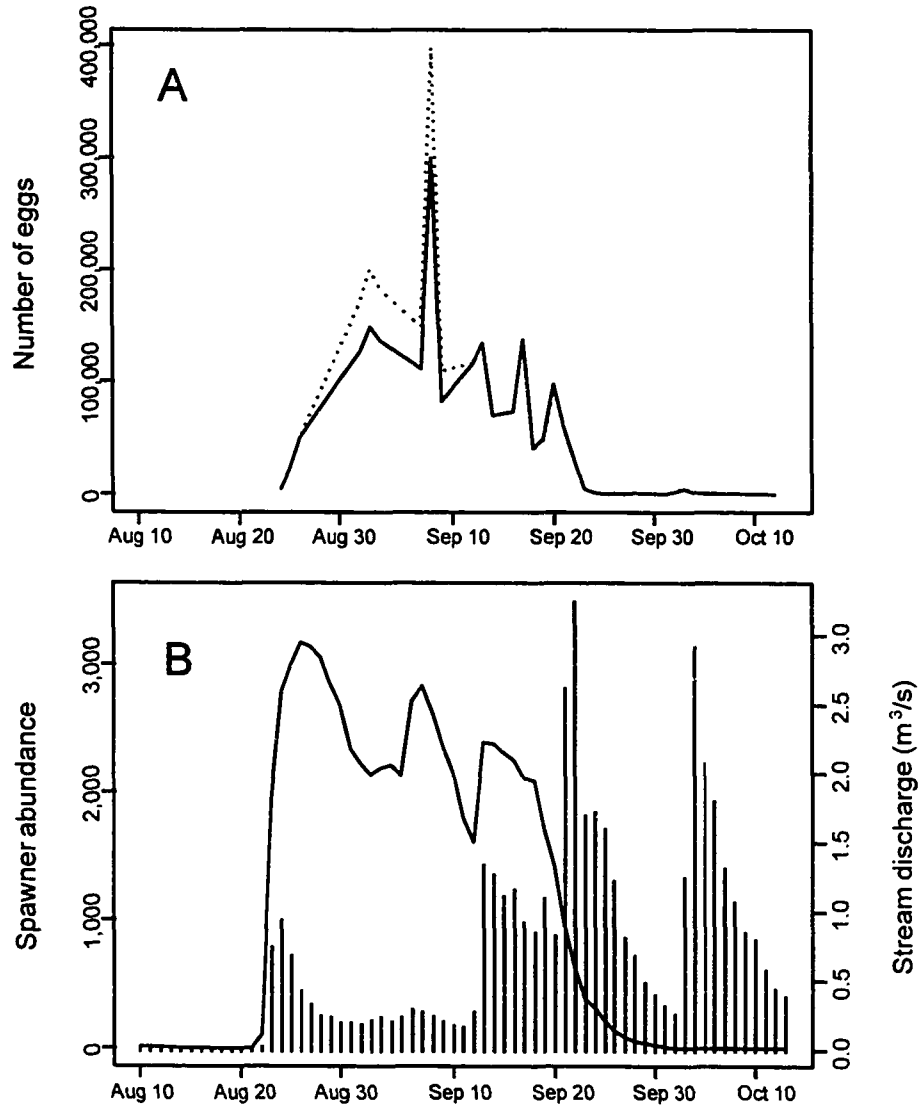 A
Number of eggs
400,000
300,000
200,000
100,000
0
Aug 10 Aug 20 Aug 30 Sep 10 Sep 20 Sep 30 Oct 10
B
Spawner abundance
3,000
2,000
1,000
0
Stream discharge (m³/s)
3.0
2.5
2.0
1.5
1.0
0.5
0.0
Aug 10 Aug 20 Aug 30 Sep 10 Sep 20 Sep 30 Oct 10